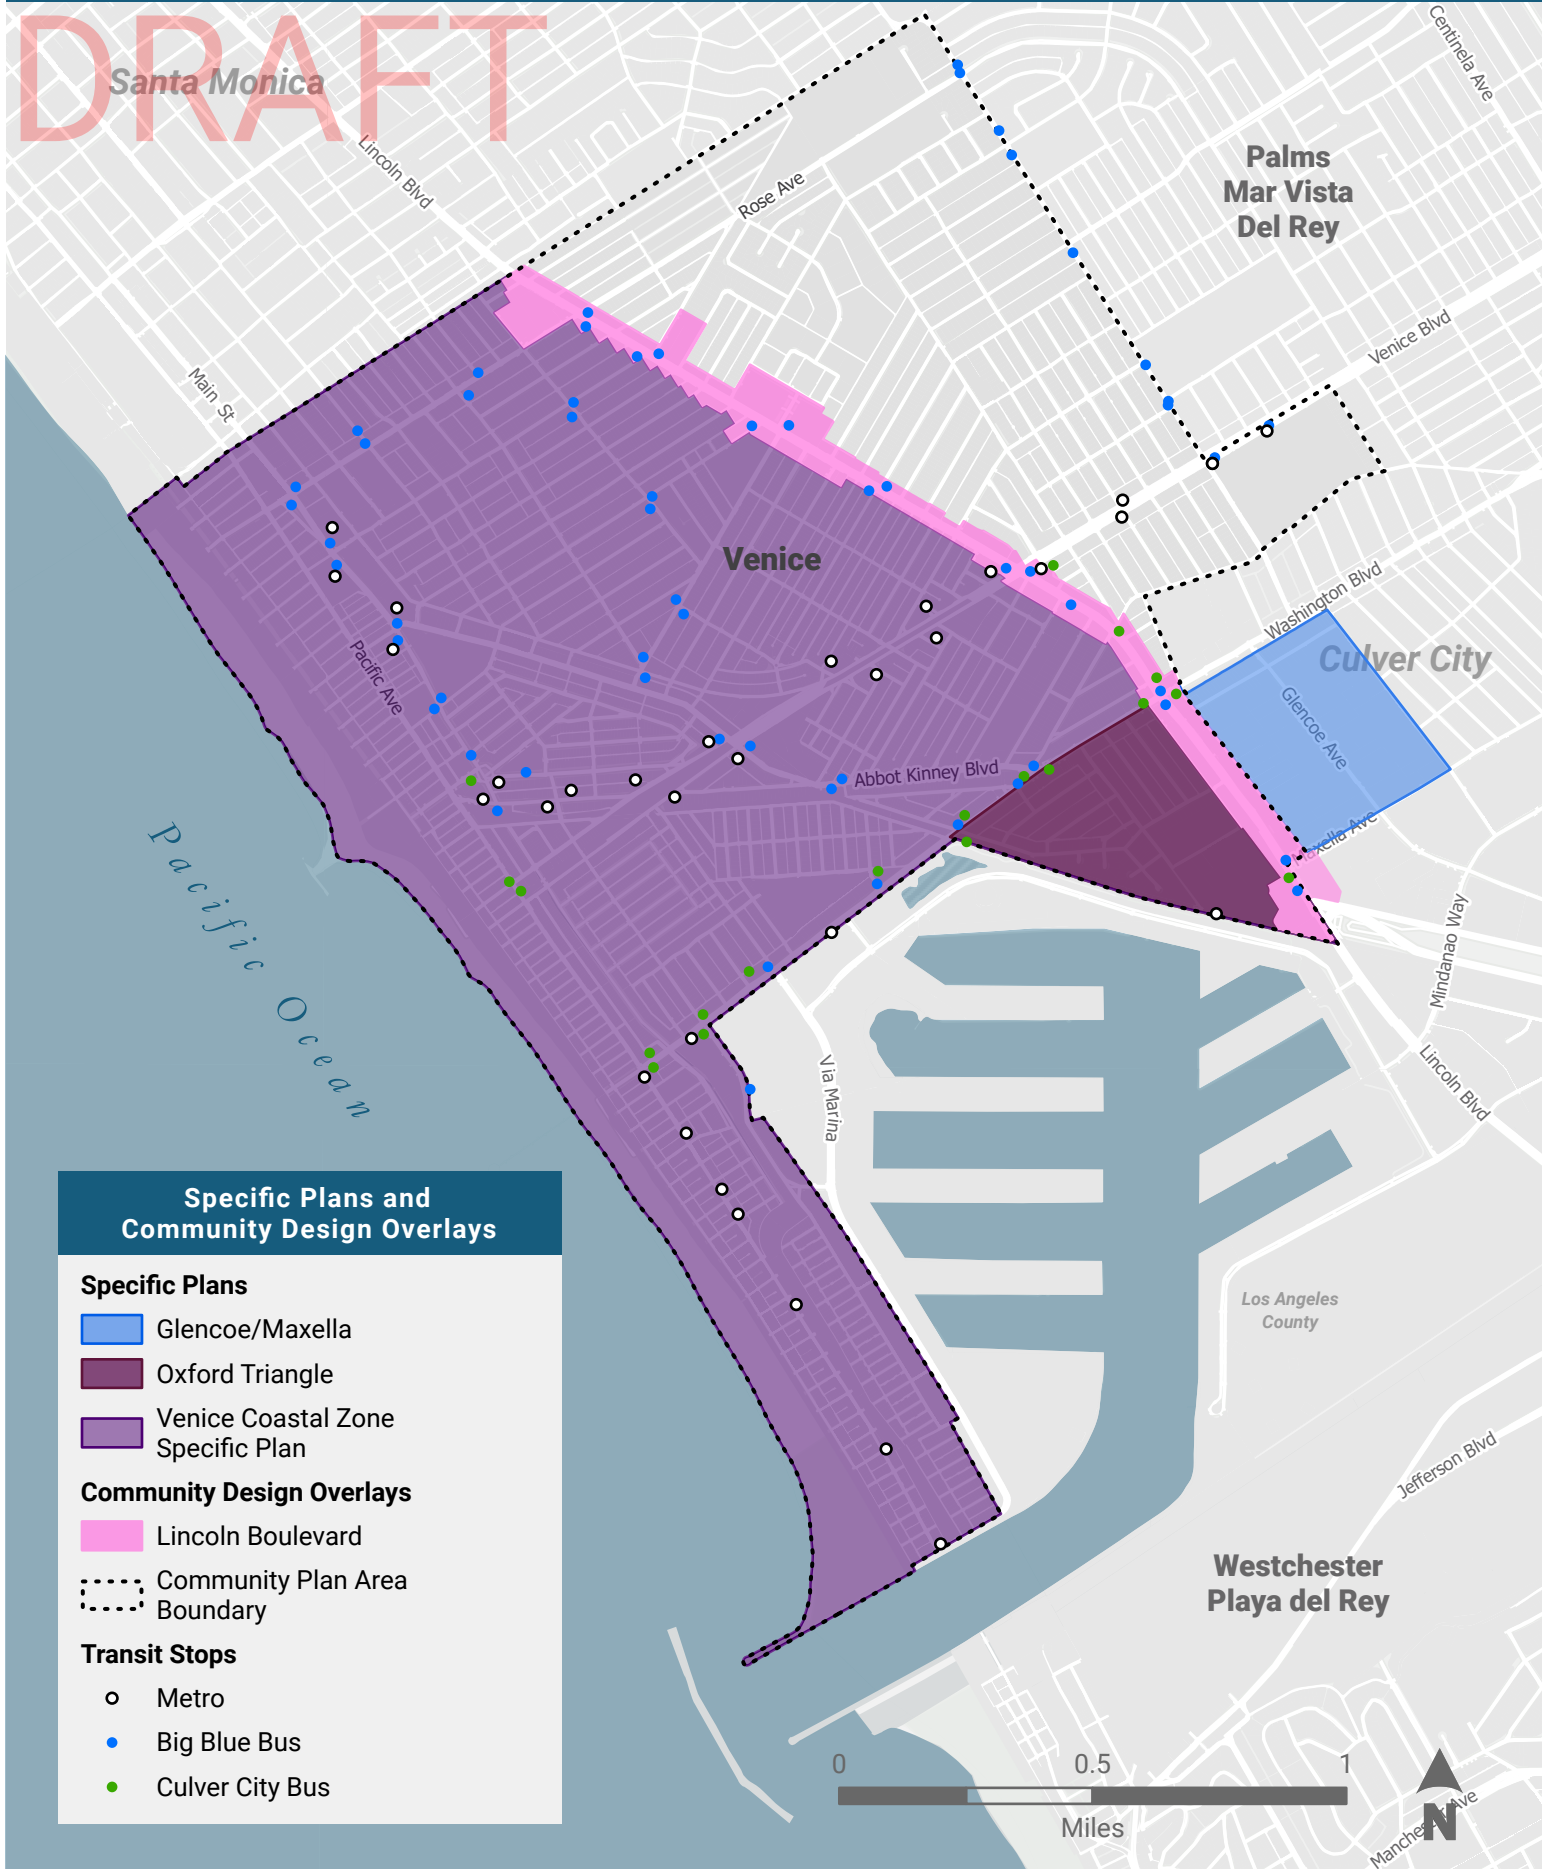 DRAFT
Santa Monica
Centinela Ave
Lincoln Blvd
Palms
Mar Vista
Del Rey
Rose Ave
Venice Blvd
Main St
Venice
Washington Blvd
Culver City
Pacific Ave
Glencoe Ave
Abbot Kinney Blvd
Maxella Ave
Pacific Ocean
Mindanao Way
Via Marina
Lincoln Blvd
Specific Plans and
Community Design Overlays
Specific Plans
Glencoe/Maxella
Oxford Triangle
Venice Coastal Zone
Specific Plan
Community Design Overlays
Lincoln Boulevard
Community Plan Area
Boundary
Transit Stops
Metro
Big Blue Bus
Culver City Bus
Los Angeles
County
Jefferson Blvd
Westchester
Playa del Rey
0 0.5 1
Miles
N
Manchester Ave